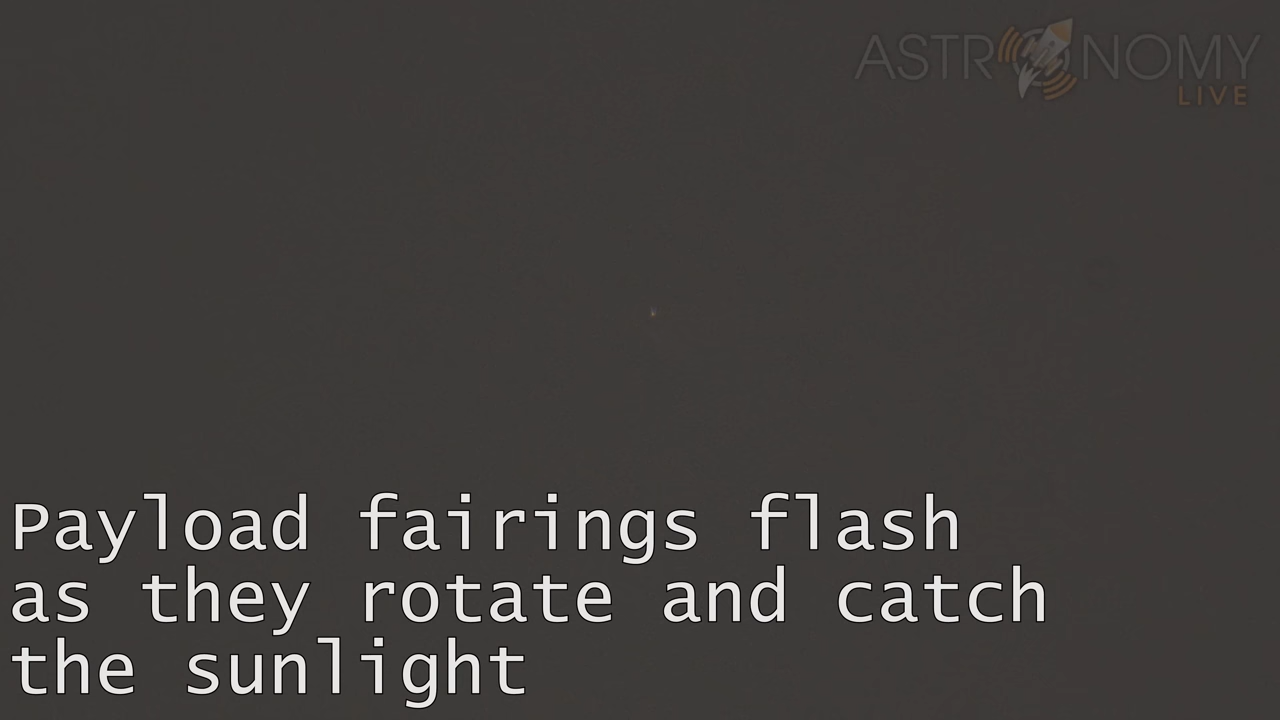 ASTRONOMY
LIVE
Payload fairings flash
as they rotate and catch
the sunlight